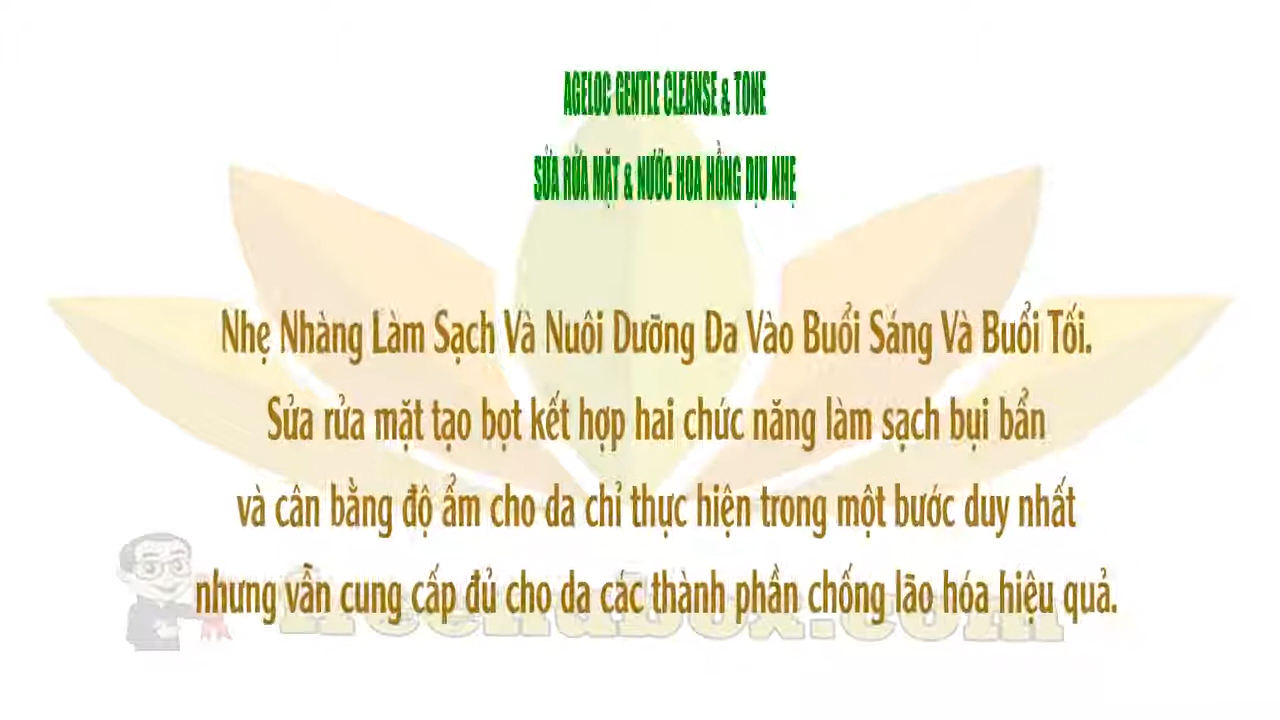 AGELOC GENTLE CLEANSE & TONE
SỬA RỬA MẶT & NƯỚC HOA HỒNG DỊU NHẸ
Nhẹ Nhàng Làm Sạch Và Nuôi Dưỡng Da Vào Buổi Sáng Và Buổi Tối.
Sửa rửa mặt tạo bọt kết hợp hai chức năng làm sạch bụi bẩn
và cân bằng độ ẩm cho da chỉ thực hiện trong một bước duy nhất
nhưng vẫn cung cấp đủ cho da các thành phần chống lão hóa hiệu quả.